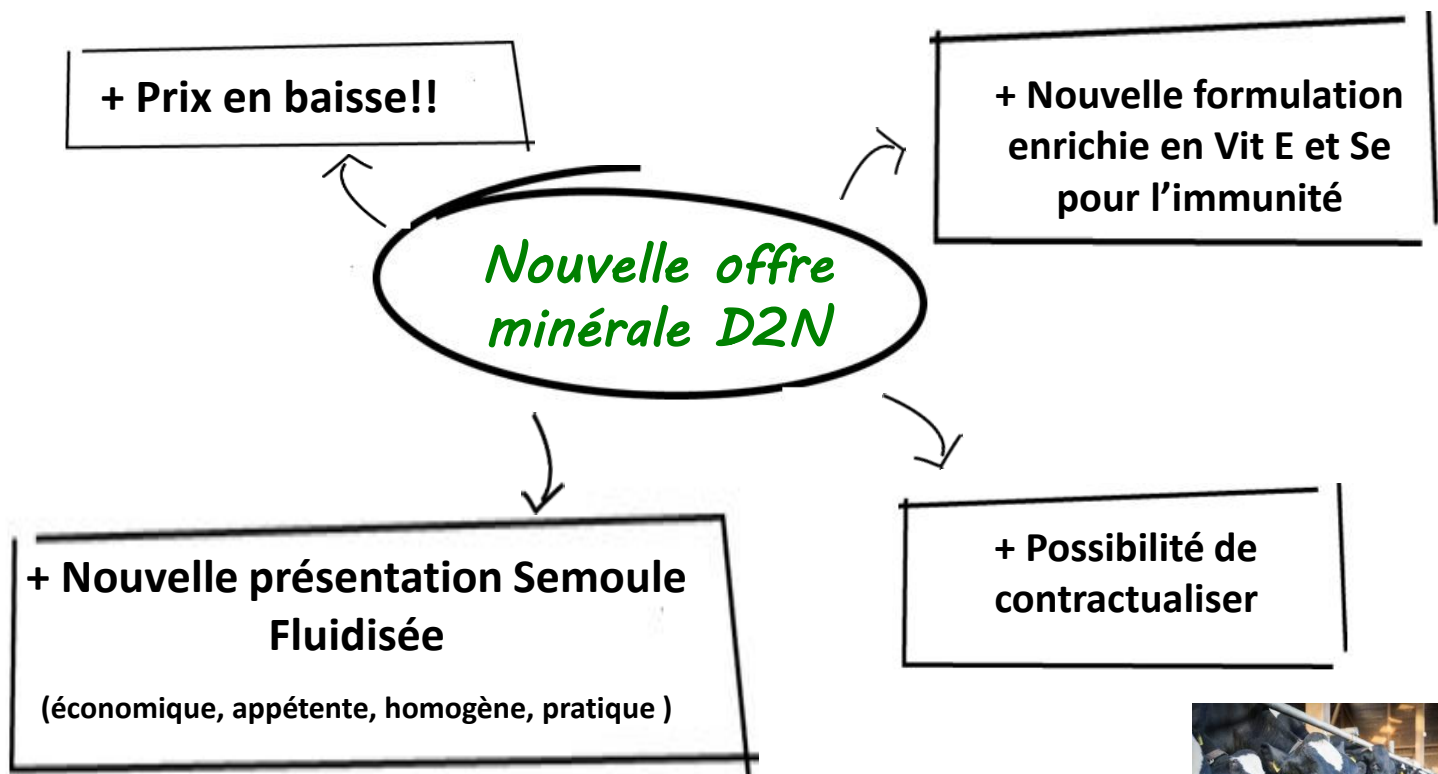 + Prix en baisse!!
+ Nouvelle formulation
enrichie en Vit E et Se
pour l’immunité
Nouvelle offre
minérale D2N
+ Nouvelle présentation Semoule
Fluidisée
(économique, appétente, homogène, pratique )
+ Possibilité de
contractualiser